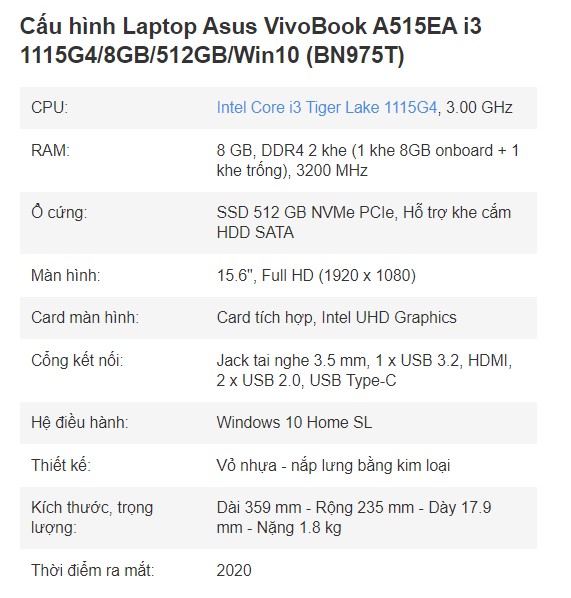 Cấu hình Laptop Asus VivoBook A515EA i3
1115G4/8GB/512GB/Win10 (BN975T)
CPU:
Intel Core i3 Tiger Lake 1115G4, 3.00 GHz
RAM:
8 GB, DDR4 2 khe (1 khe 8GB onboard + 1
khe trống), 3200 MHz
Ổ cứng:
SSD 512 GB NVMe PCIe, Hỗ trợ khe cắm
HDD SATA
Màn hình:
15.6", Full HD (1920 x 1080)
Card màn hình:
Card tích hợp, Intel UHD Graphics
Cổng kết nối:
Jack tai nghe 3.5 mm, 1 x USB 3.2, HDMI,
2 x USB 2.0, USB Type-C
Hệ điều hành:
Windows 10 Home SL
Thiết kế:
Vỏ nhựa - nắp lưng bằng kim loại
Kích thước, trọng
lượng:
Dài 359 mm - Rộng 235 mm - Dày 17.9
mm - Nặng 1.8 kg
Thời điểm ra mắt:
2020